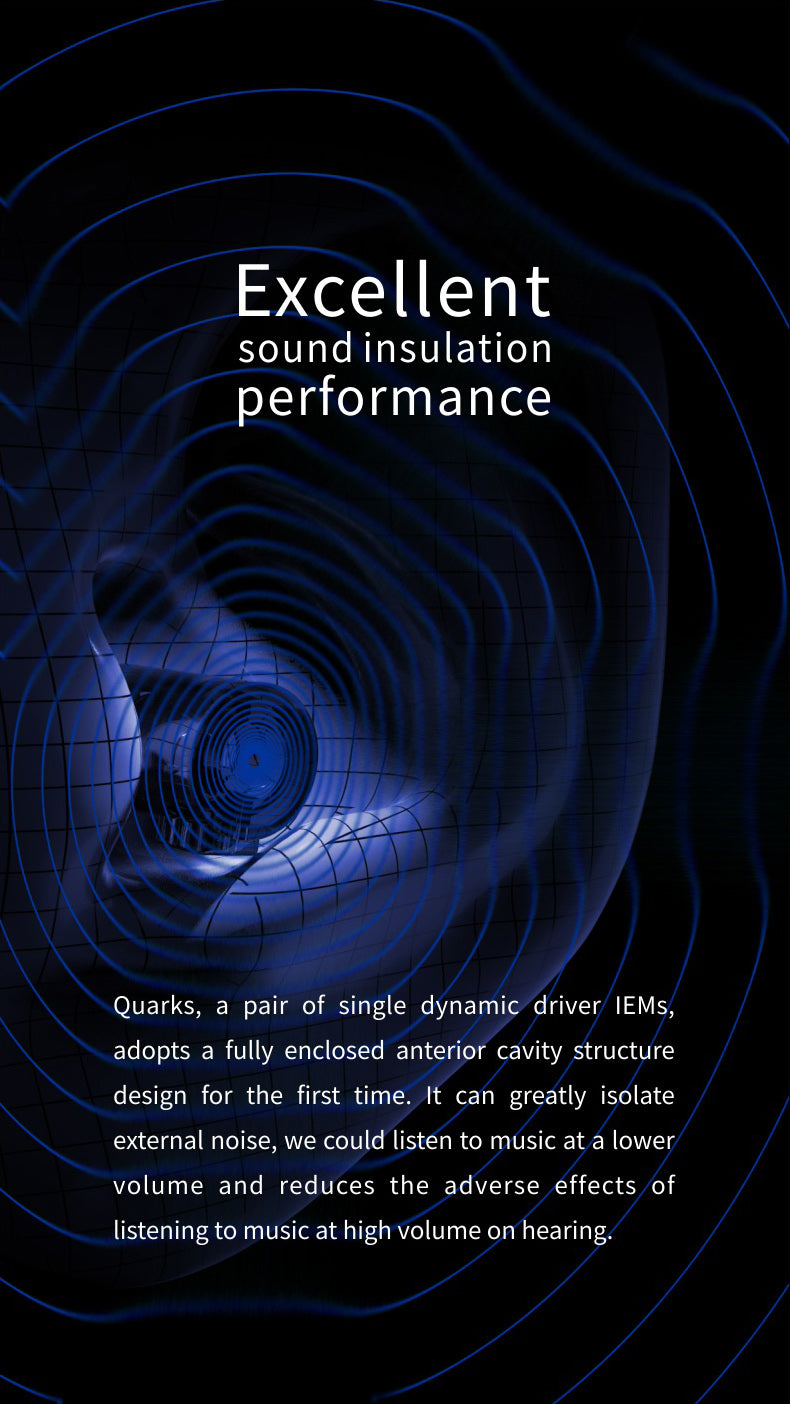 Excellent
sound insulation
performance
Quarks, a pair of single dynamic driver IEMs,
adopts a fully enclosed anterior cavity structure
design for the first time. It can greatly isolate
external noise, we could listen to music at a lower
volume and reduces the adverse effects of
listening to music at high volume on hearing.